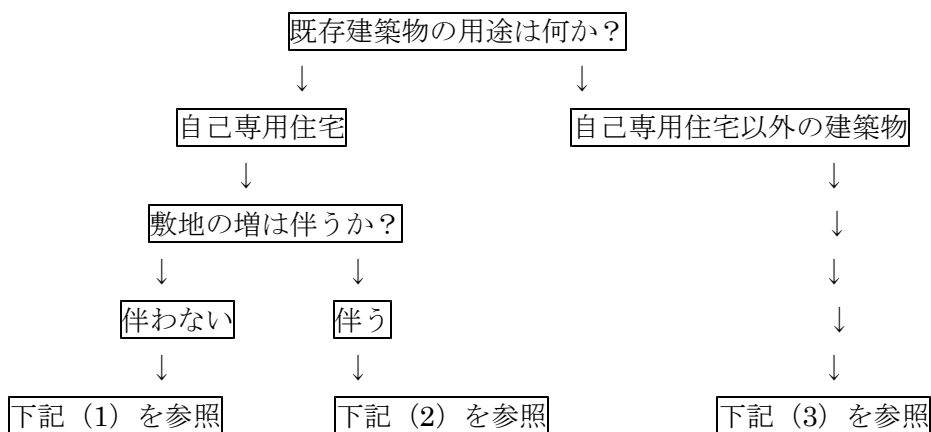 既存建築物の用途は何か？
↓ ↓
自己専用住宅 自己専用住宅以外の建築物
↓ ↓
敷地の増は伴うか？ ↓
↓ ↓ ↓
伴わない 伴う ↓
↓ ↓ ↓
下記（1）を参照 下記（2）を参照 下記（3）を参照